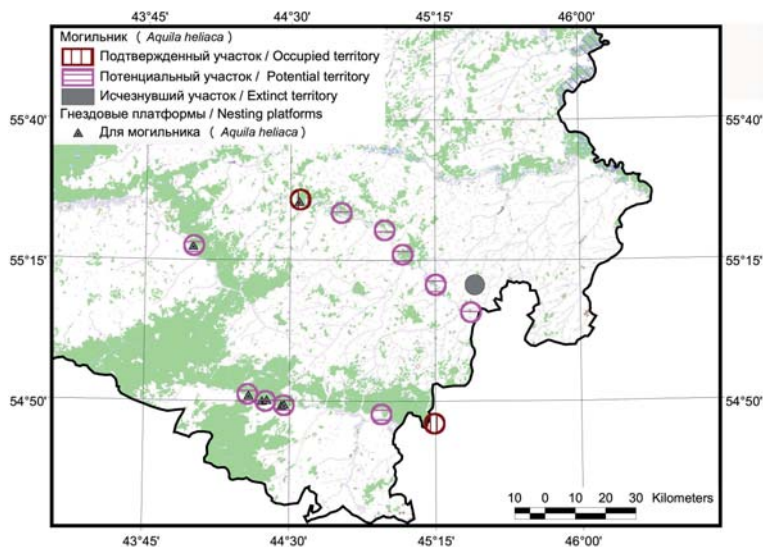 43°45' 44°30' 45°15' 46°00'
Могильник ( Aquila heliaca)
Подтвержденный участок / Occupied territory
Потенциальный участок / Potential territory
Исчезнувший участок / Extinct territory
Гнездовые платформы / Nesting platforms
Для могильника ( Aquila heliaca)
55°40' 55°40'
55°15' 55°15'
54°50' 54°50'
10 0 10 20 30 Kilometers
43°45' 44°30' 45°15' 46°00'